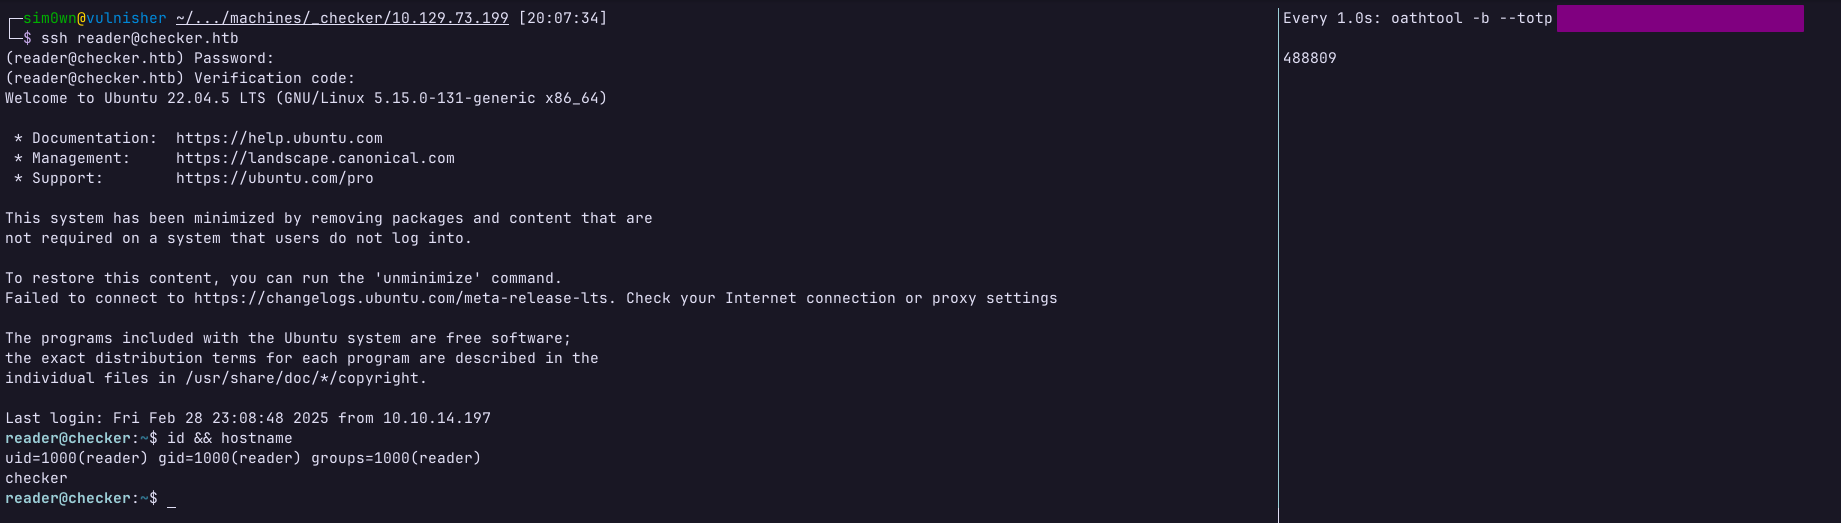 ┌─sim0wn@vulnisher ~/.../machines/_checker/10.129.73.199 [20:07:34]
└─$ ssh reader@checker.htb
(reader@checker.htb) Password:
(reader@checker.htb) Verification code:
Welcome to Ubuntu 22.04.5 LTS (GNU/Linux 5.15.0-131-generic x86_64)
* Documentation:  https://help.ubuntu.com
* Management:     https://landscape.canonical.com
* Support:        https://ubuntu.com/pro
This system has been minimized by removing packages and content that are
not required on a system that users do not log into.
To restore this content, you can run the 'unminimize' command.
Failed to connect to https://changelogs.ubuntu.com/meta-release-lts. Check your Internet connection or proxy settings
The programs included with the Ubuntu system are free software;
the exact distribution terms for each program are described in the
individual files in /usr/share/doc/*/copyright.
Last login: Fri Feb 28 23:08:48 2025 from 10.10.14.197
reader@checker:~$ id && hostname
uid=1000(reader) gid=1000(reader) groups=1000(reader)
checker
reader@checker:~$ _
Every 1.0s: oathtool -b --totp
488809